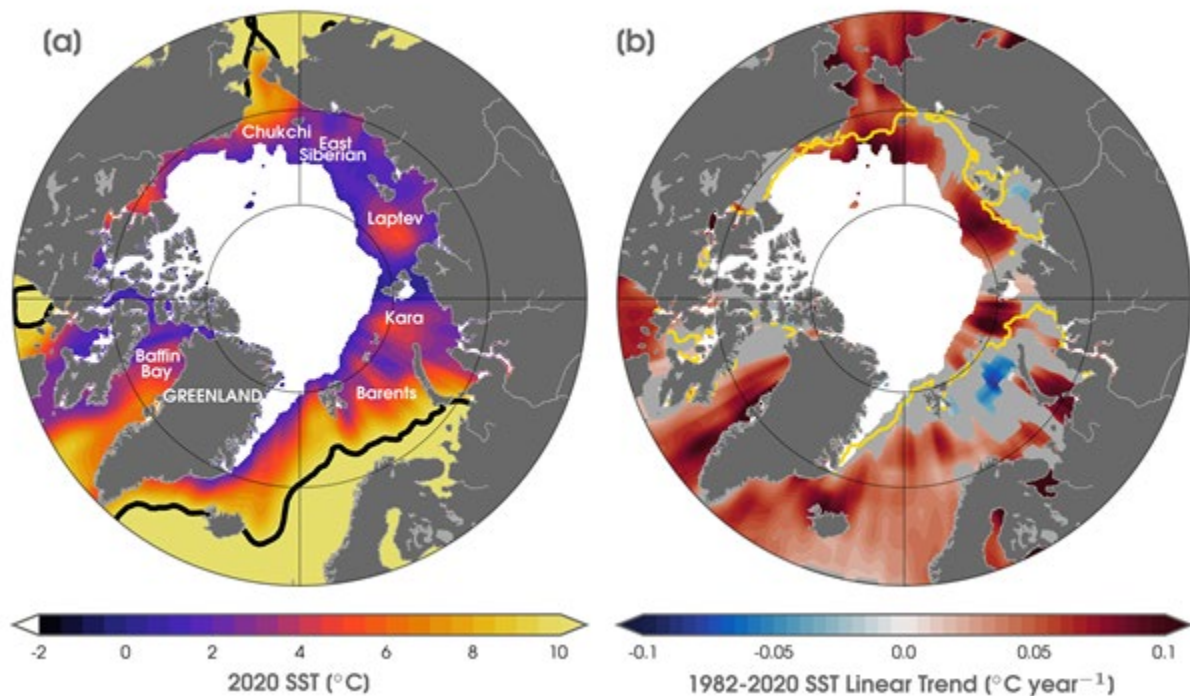 (a)
Chukchi
East
Siberian
Laptev
Kara
Baffin
Bay
GREENLAND
Barents
-2 0 2 4 6 8 10
2020 SST (°C)
(b)
-0.1 -0.05 0.0 0.05 0.1
1982-2020 SST Linear Trend (°C year⁻¹)